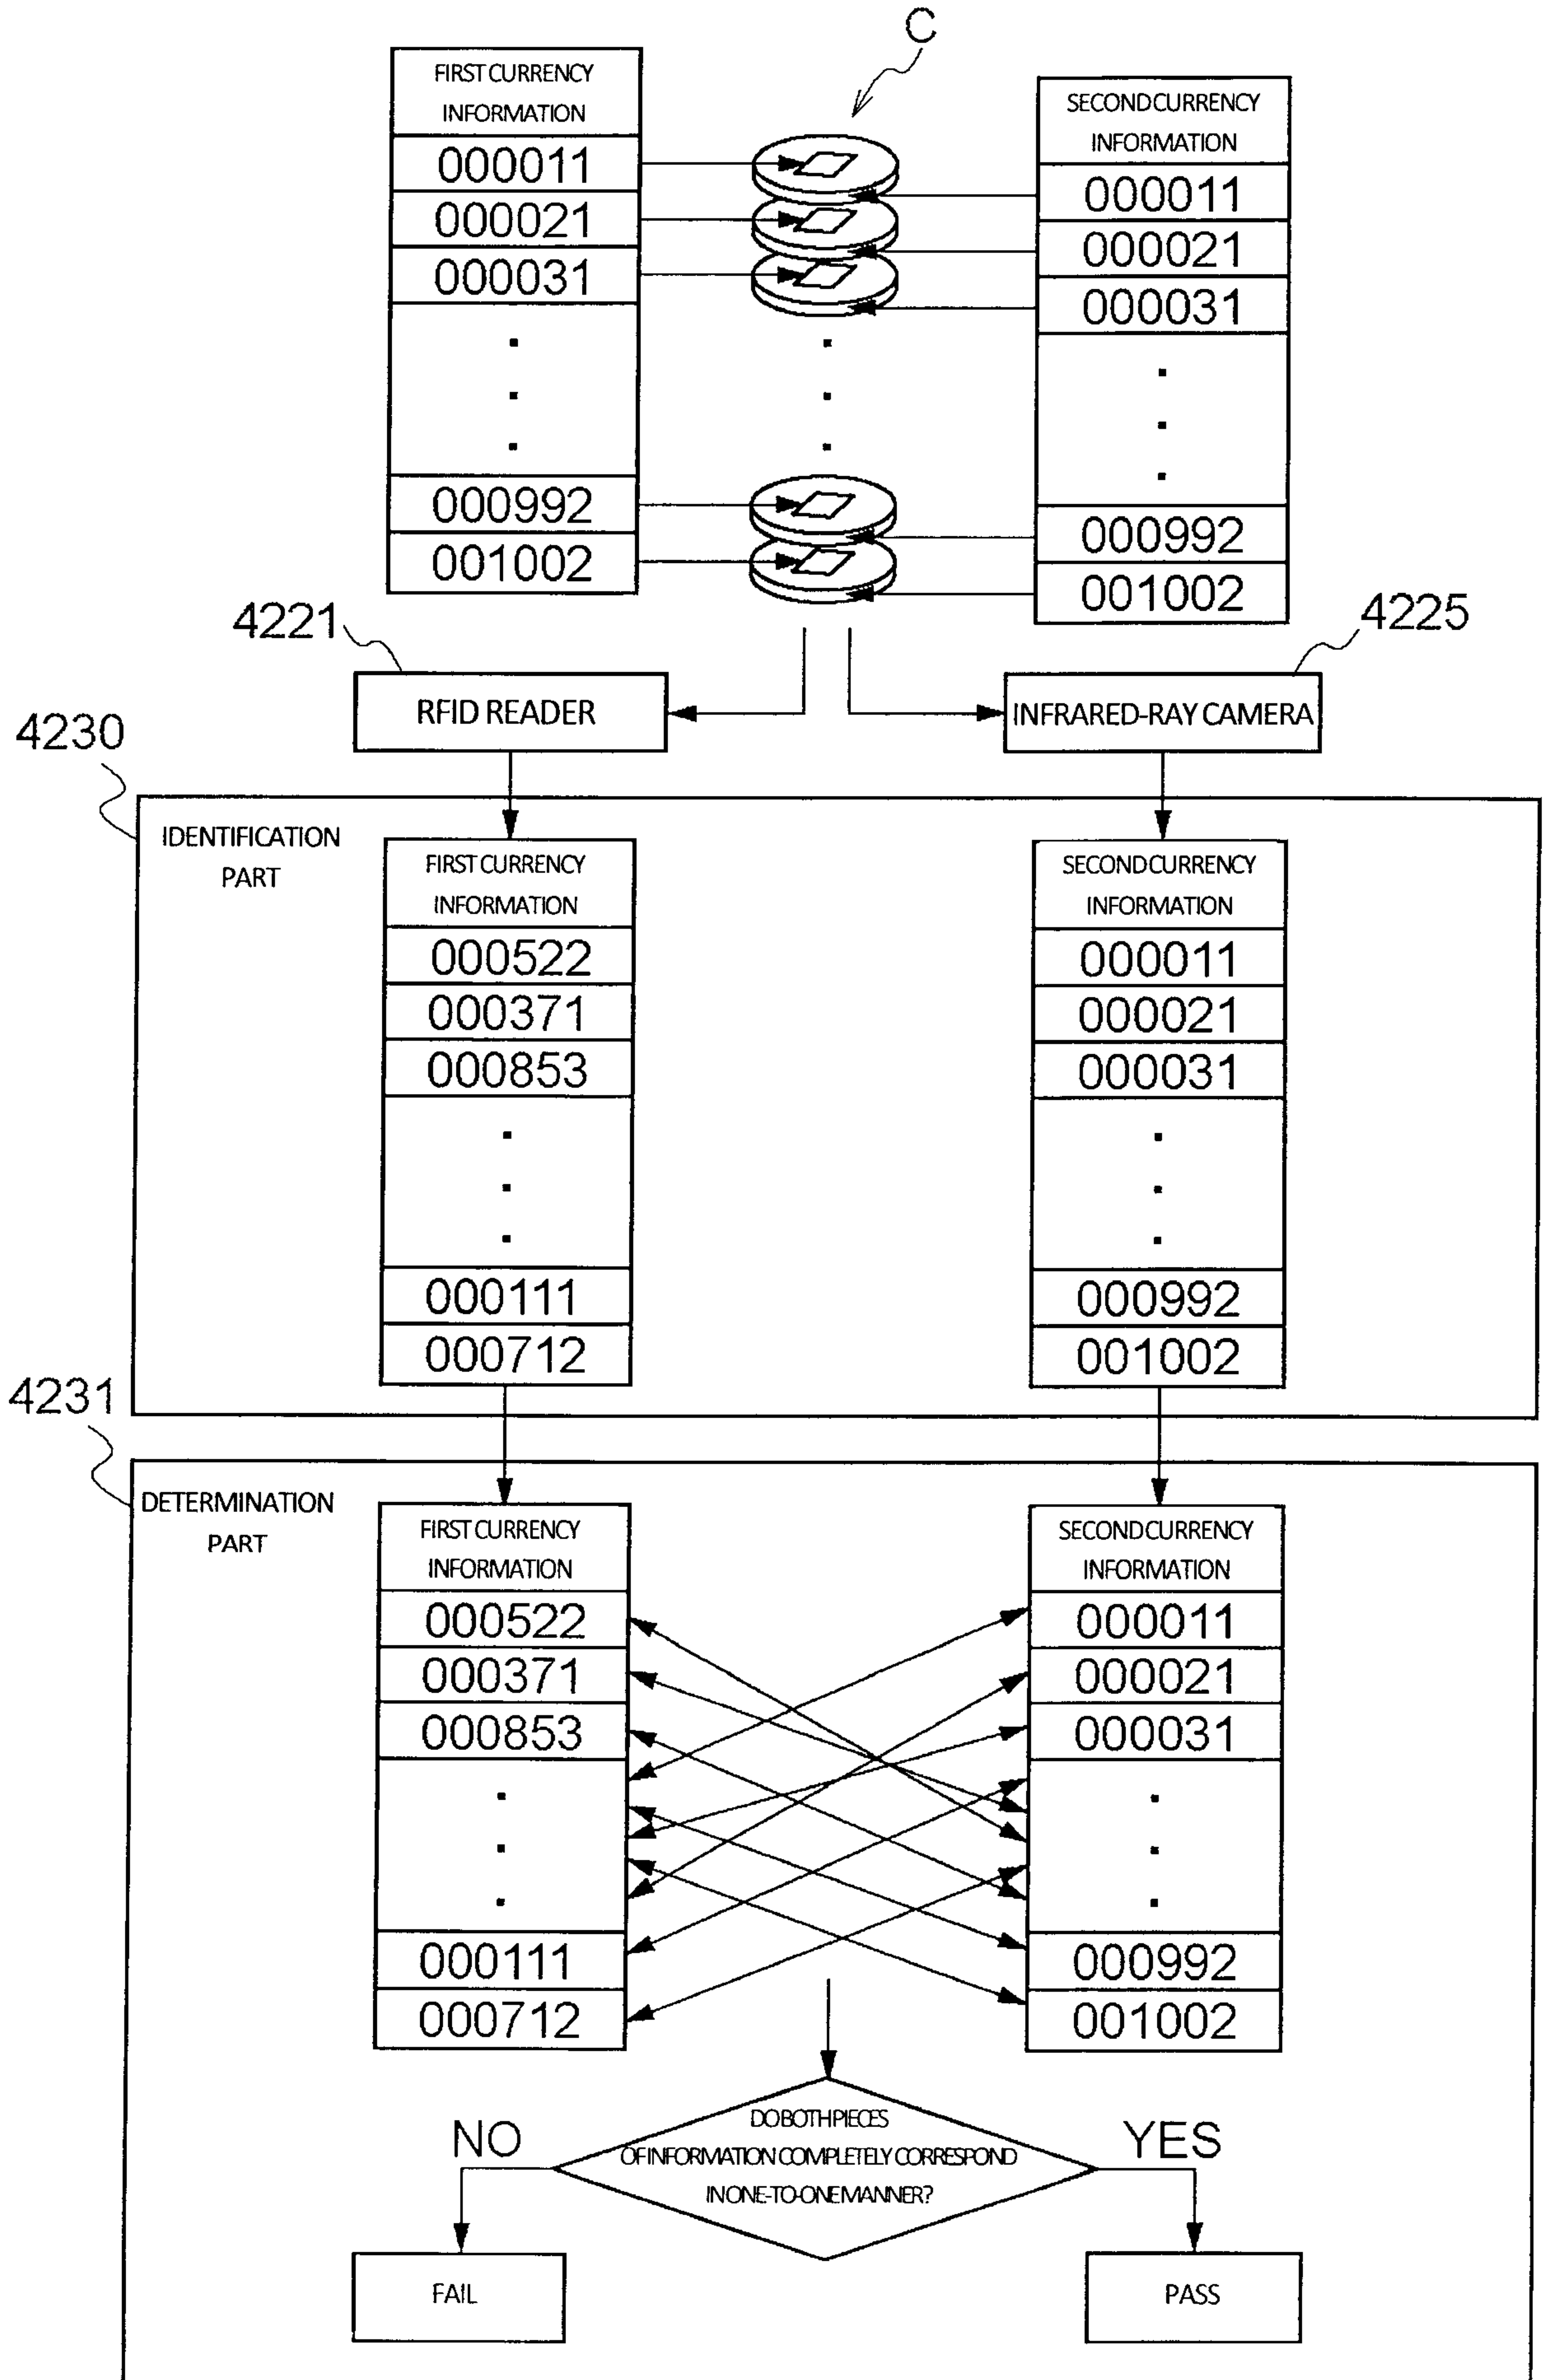 C
FIRST CURRENCY
INFORMATION
000011
000021
000031
000992
001002
SECOND CURRENCY
INFORMATION
000011
000021
000031
000992
001002
4221
4225
RFID READER
INFRARED-RAY CAMERA
4230
IDENTIFICATION
PART
FIRST CURRENCY
INFORMATION
000522
000371
000853
000111
000712
SECOND CURRENCY
INFORMATION
000011
000021
000031
000992
001002
4231
DETERMINATION
PART
FIRST CURRENCY
INFORMATION
000522
000371
000853
000111
000712
SECOND CURRENCY
INFORMATION
000011
000021
000031
000992
001002
DO BOTH PIECES
OF INFORMATION COMPLETELY CORRESPOND
IN ONE-TO-ONE MANNER?
NO
YES
FAIL
PASS